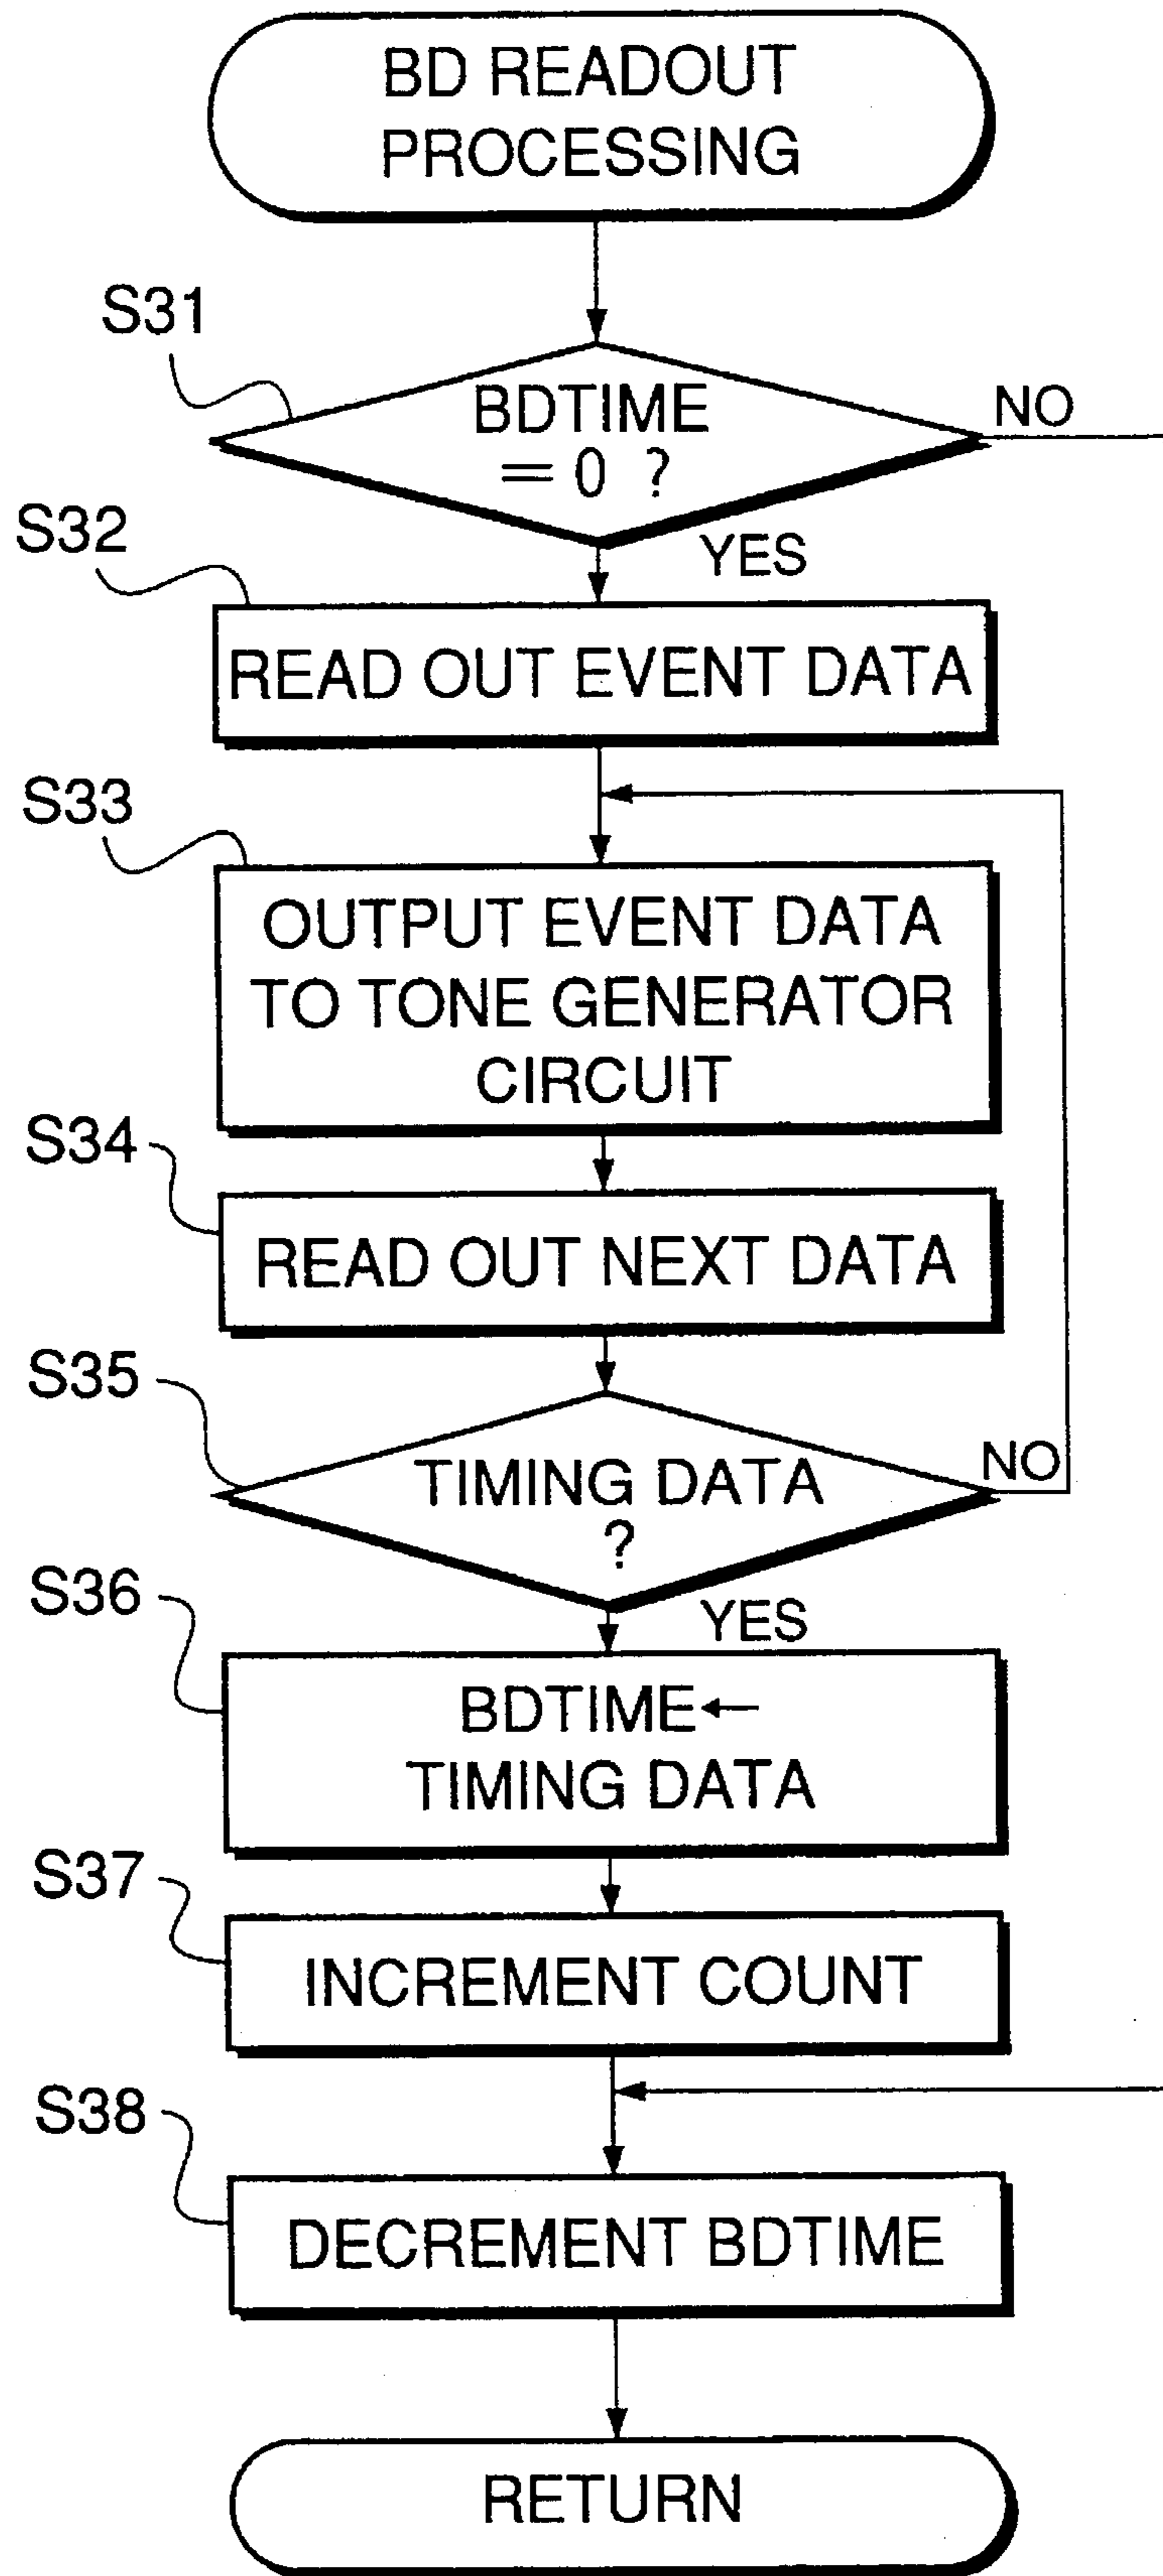 BD READOUT
PROCESSING
S31
BDTIME
= 0 ?
NO
YES
S32
READ OUT EVENT DATA
S33
OUTPUT EVENT DATA
TO TONE GENERATOR
CIRCUIT
S34
READ OUT NEXT DATA
S35
TIMING DATA
?
NO
YES
S36
BDTIME←
TIMING DATA
S37
INCREMENT COUNT
S38
DECREMENT BDTIME
RETURN